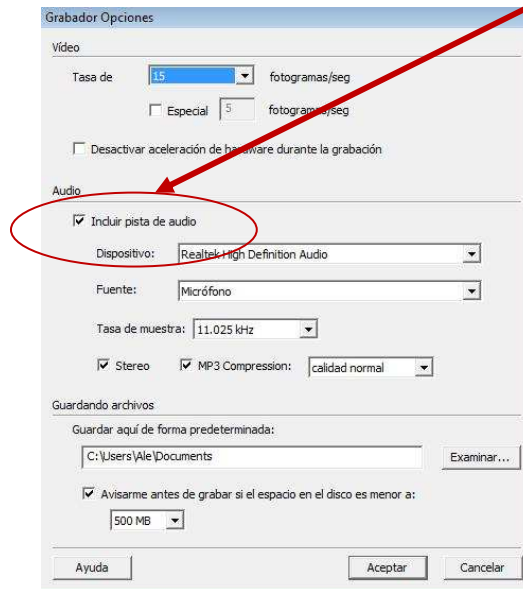 Grabador Opciones
Vídeo
Tasa de 15 fotogramas/seg
Especial 5 fotogramas/seg
Desactivar aceleración de hardware durante la grabación
Audio
Incluir pista de audio
Dispositivo: Realtek High Definition Audio
Fuente: Micrófono
Tasa de muestra: 11.025 kHz
Stereo MP3 Compression: calidad normal
Guardando archivos
Guardar aquí de forma predeterminada:
C:\Users\Ale\Documents Examinar...
Avisarme antes de grabar si el espacio en el disco es menor a:
500 MB
Ayuda Aceptar Cancelar